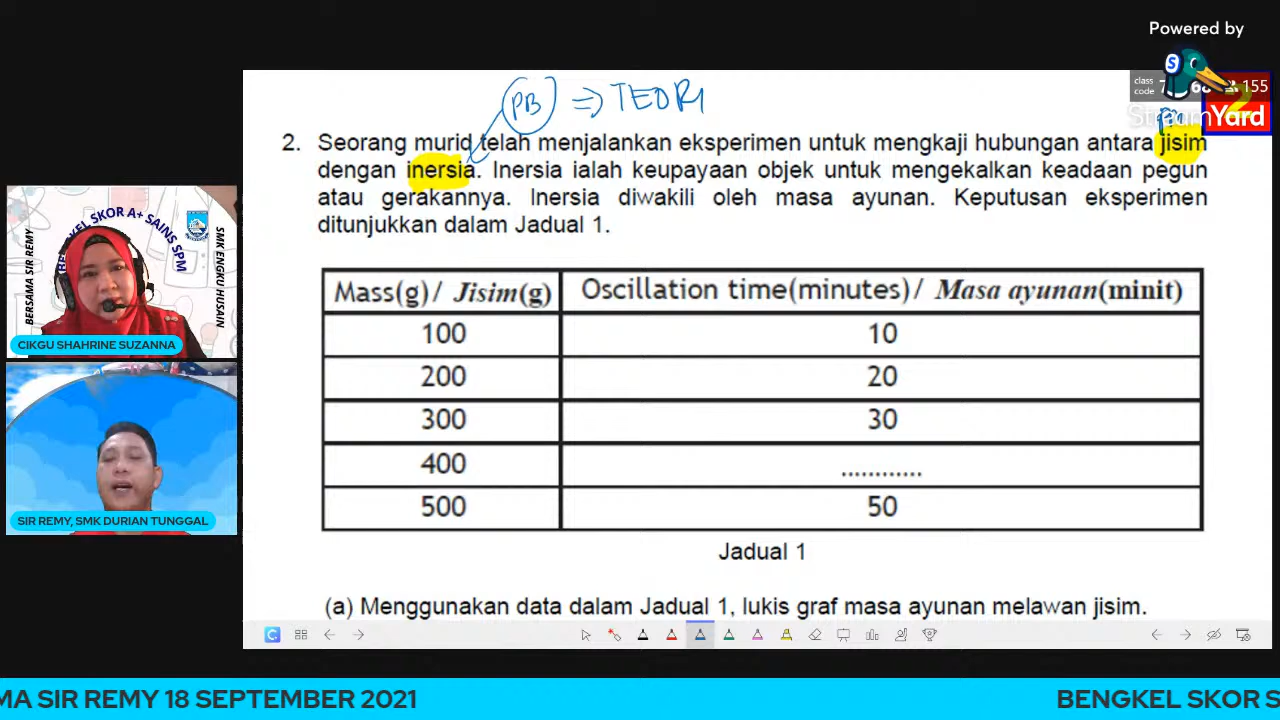 Powered by
StreamYard
class
code
155
PB => TEORI
2. Seorang murid telah menjalankan eksperimen untuk mengkaji hubungan antara jisim
dengan inersia. Inersia ialah keupayaan objek untuk mengekalkan keadaan pegun
atau gerakannya. Inersia diwakili oleh masa ayunan. Keputusan eksperimen
ditunjukkan dalam Jadual 1.
Mass(g)/ Jisim(g) Oscillation time(minutes)/ Masa ayunan(minit)
100 10
200 20
300 30
400 ............
500 50
Jadual 1
(a) Menggunakan data dalam Jadual 1, lukis graf masa ayunan melawan jisim.
BERSAMA SIR REMY
BENGKEL SKOR A+ SAINS SPM
SMK ENGKU HUSAIN
CIKGU SHAHRINE SUZANNA
SIR REMY, SMK DURIAN TUNGGAL
MA SIR REMY 18 SEPTEMBER 2021
BENGKEL SKOR S